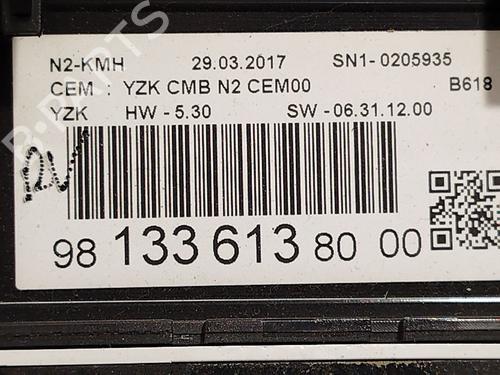 N2-KMH 29.03.2017 SN1-0205935
CEM : YZK CMB N2 CEM00 B618
YZK HW - 5.30 SW - 06.31.12.00
98 133 613 80 00
B-PARTS